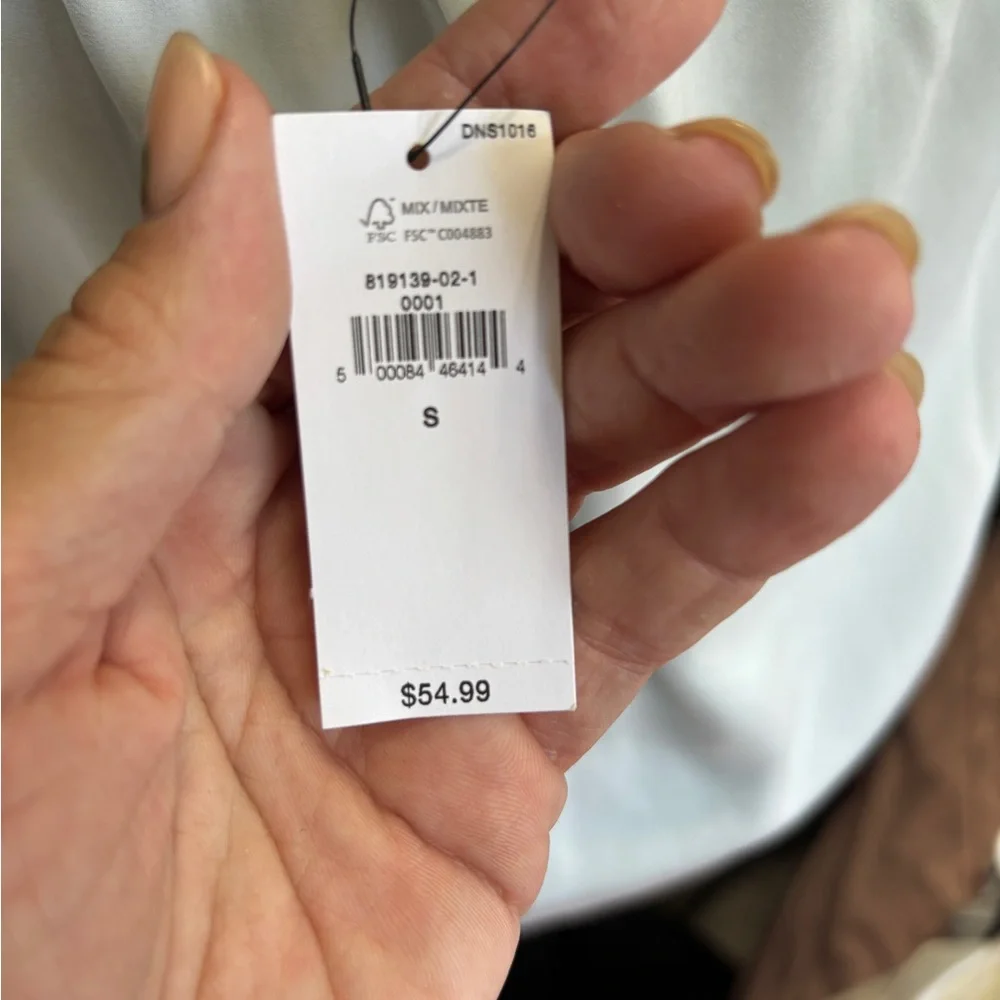 DNS1016
MIX/MIXTE
FSC FSC™ C004883
819139-02-1
0001
5 00084 46414 4
S
$54.99